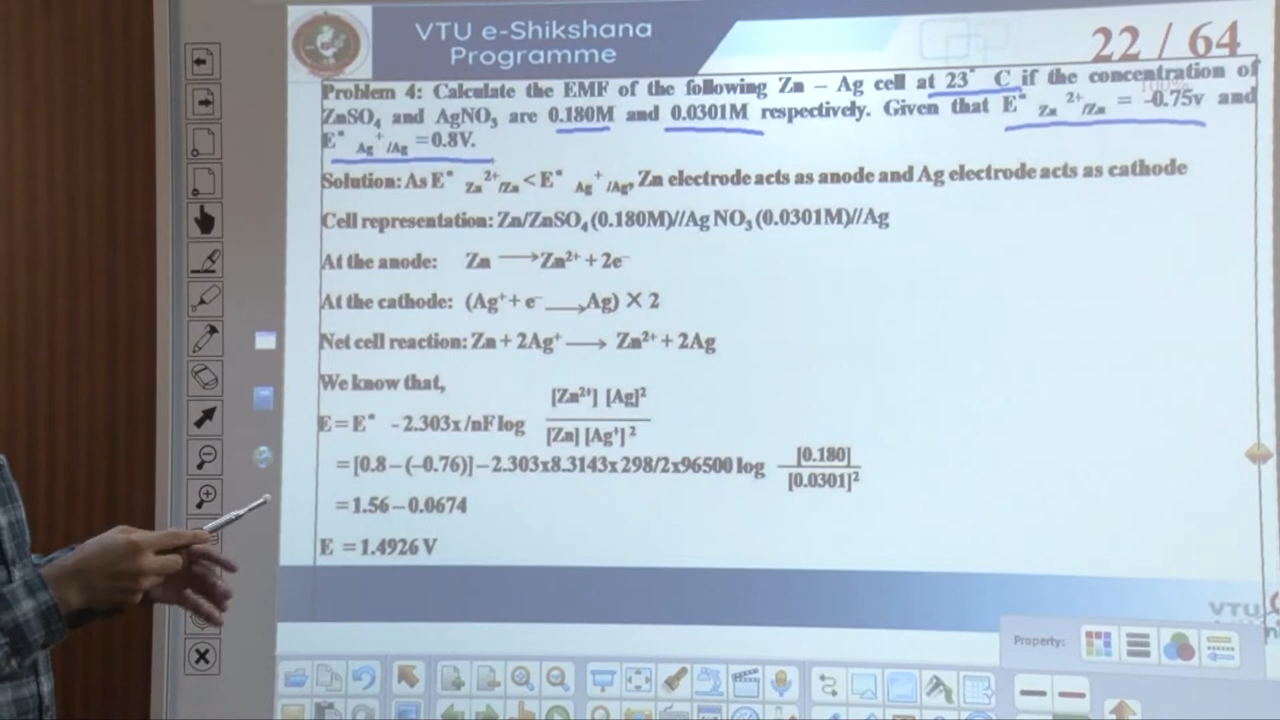 VTU e-Shikshana
Programme
22 / 64
Problem 4: Calculate the EMF of the following Zn – Ag cell at 23° C if the concentration of
ZnSO₄ and AgNO₃ are 0.180M and 0.0301M respectively. Given that E° Zn ²⁺/Zn = -0.75v and
E° Ag ⁺ /Ag =0.8V.
Solution: As E° Zn²⁺/Zn < E° Ag ⁺ /Ag, Zn electrode acts as anode and Ag electrode acts as cathode
Cell representation: Zn/ZnSO₄(0.180M)//Ag NO₃(0.0301M)//Ag
At the anode: Zn ⟶Zn²⁺ + 2e⁻
At the cathode: (Ag⁺ + e⁻ ⟶Ag) X 2
Net cell reaction: Zn + 2Ag⁺ ⟶ Zn²⁺ + 2Ag
We know that,
[Zn²⁺] [Ag]²
E = E° - 2.303x/nF log
[Zn] [Ag⁺]²
= [0.8 – (–0.76)] – 2.303x8.3143x298/2x96500 log
[0.180]
[0.0301]²
= 1.56 – 0.0674
E = 1.4926 V
VTU
Property: